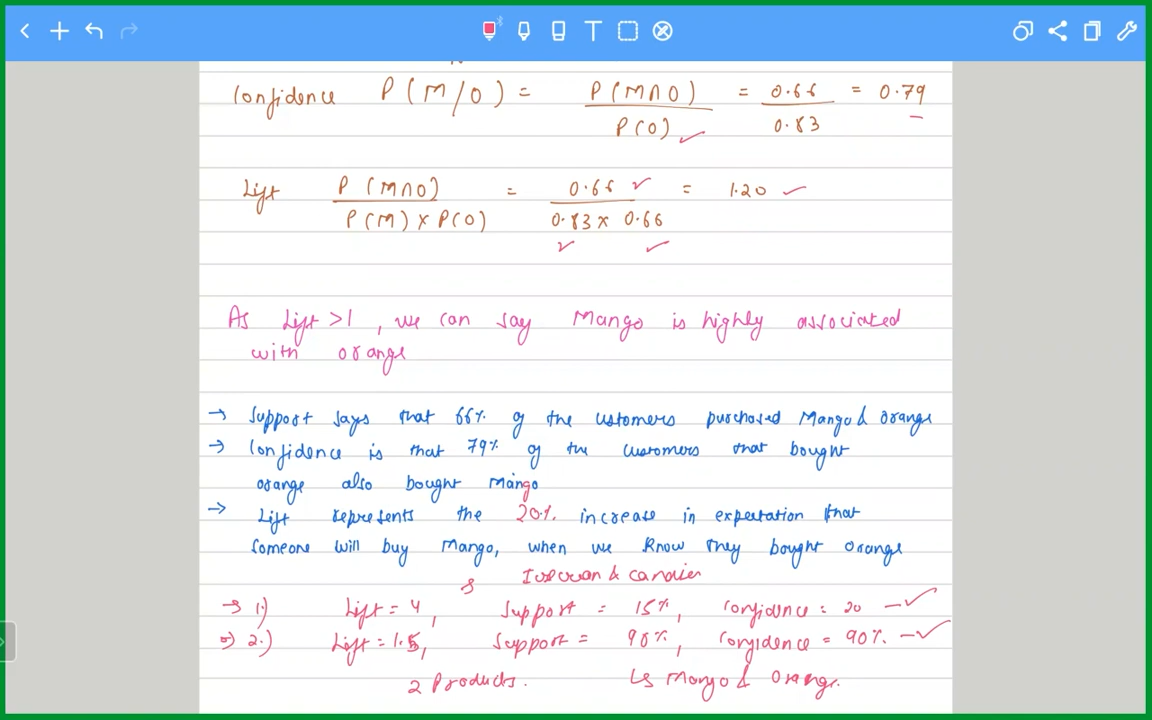 Confidence P(M/O) = P(M∩O) / P(O) = 0.66 / 0.83 = 0.79
Lift P(M∩O) / P(M) × P(O) = 0.66 / 0.83 × 0.66 = 1.20
As Lift >1, we can say Mango is highly associated
with orange
→ Support says that 66% of the customers purchased Mango & orange
→ Confidence is that 79% of the customers that bought
orange also bought Mango
→ Lift represents the 20% increase in expectation that
someone will buy Mango, when we know they bought orange
& candies
→ 1.) Lift = 4, Support = 15%, Confidence = 20
→ 2.) Lift = 1.5, Support = 90%, Confidence = 90%
2 Products. ↳ Mango & Orange.